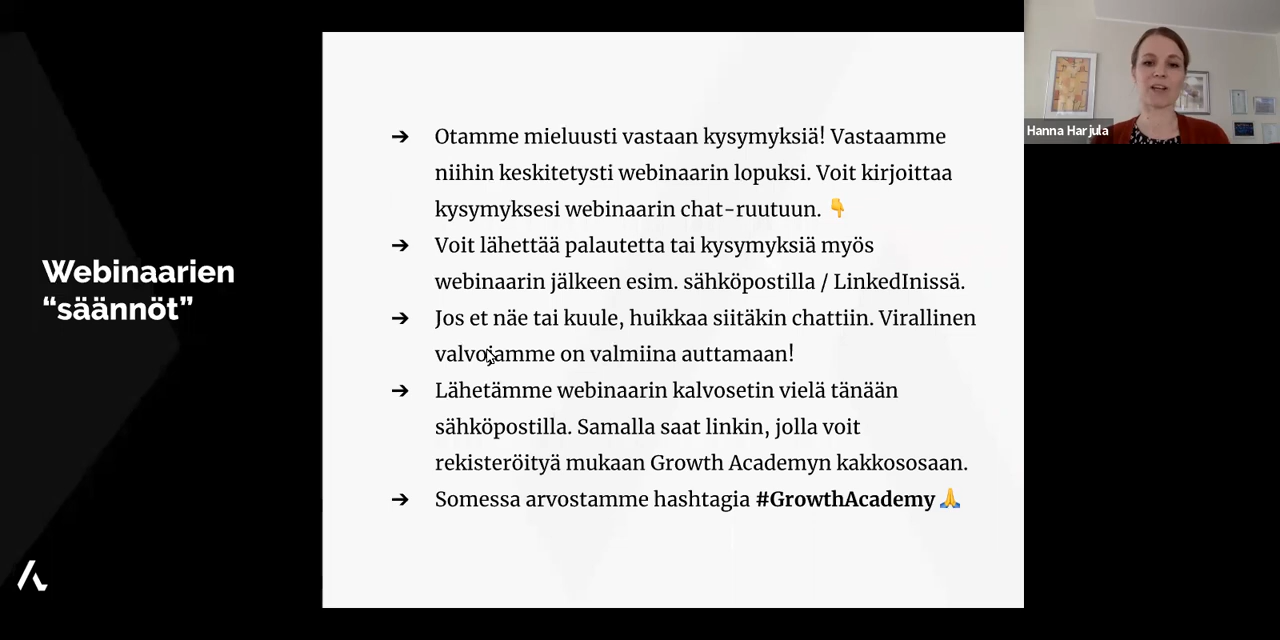 Webinaarien
“säännöt”
➔ Otamme mieluusti vastaan kysymyksiä! Vastaamme
niihin keskitetysti webinaarin lopuksi. Voit kirjoittaa
kysymyksesi webinaarin chat-ruutuun. 👇
➔ Voit lähettää palautetta tai kysymyksiä myös
webinaarin jälkeen esim. sähköpostilla / LinkedInissä.
➔ Jos et näe tai kuule, huikkaa siitäkin chattiin. Virallinen
valvojamme on valmiina auttamaan!
➔ Lähetämme webinaarin kalvosetin vielä tänään
sähköpostilla. Samalla saat linkin, jolla voit
rekisteröityä mukaan Growth Academyn kakkososaan.
➔ Somessa arvostamme hashtagia #GrowthAcademy 🙏
Hanna Harjula